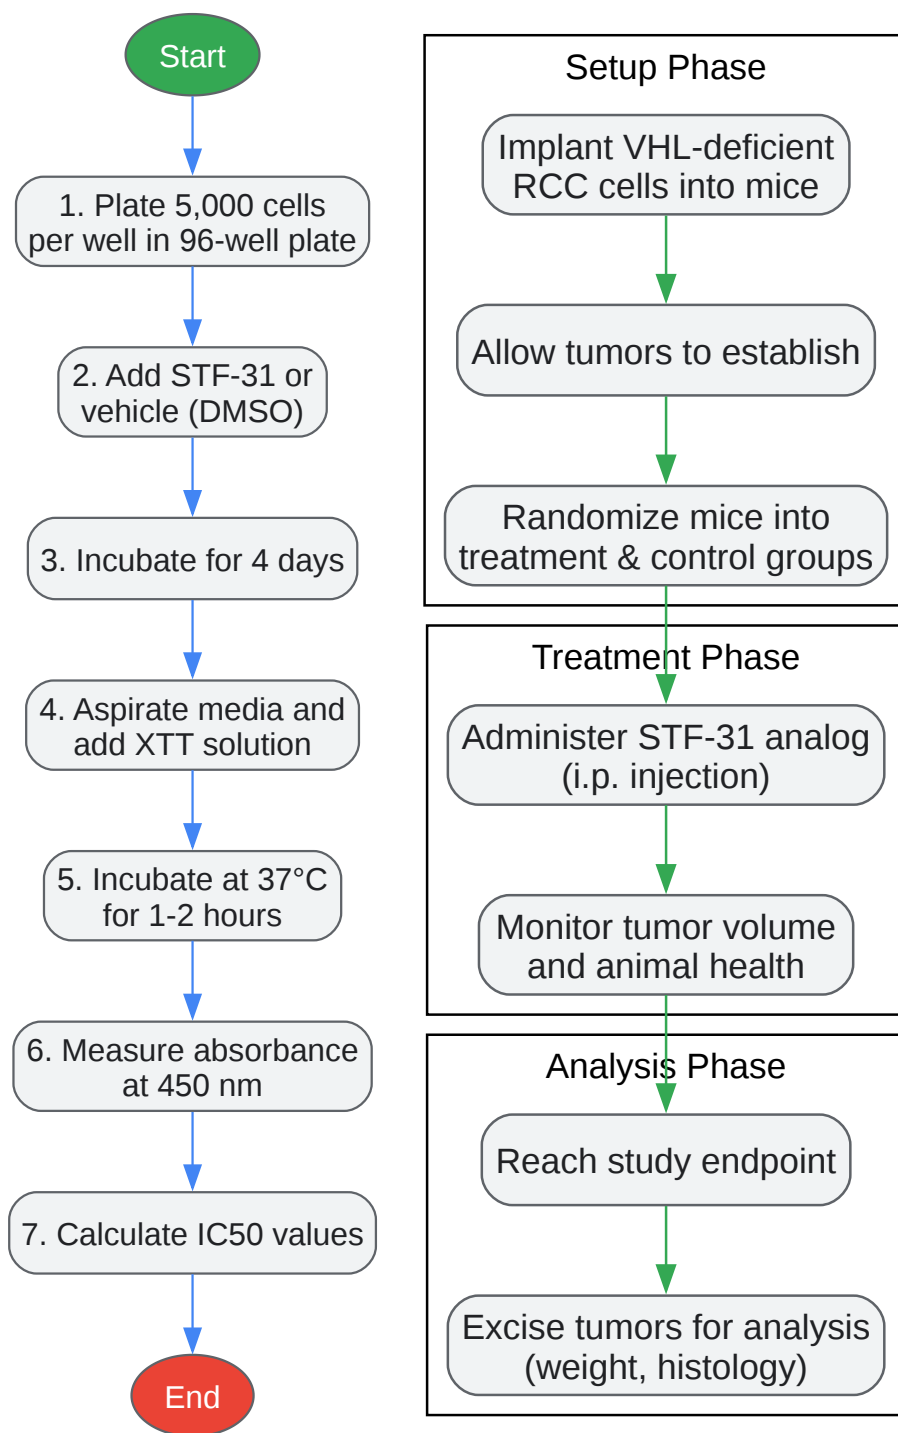 Start
1. Plate 5,000 cells
per well in 96-well plate
2. Add STF-31 or
vehicle (DMSO)
3. Incubate for 4 days
4. Aspirate media and
add XTT solution
5. Incubate at 37°C
for 1-2 hours
6. Measure absorbance
at 450 nm
7. Calculate IC50 values
End
Setup Phase
Implant VHL-deficient
RCC cells into mice
Allow tumors to establish
Randomize mice into
treatment & control groups
Treatment Phase
Administer STF-31 analog
(i.p. injection)
Monitor tumor volume
and animal health
Analysis Phase
Reach study endpoint
Excise tumors for analysis
(weight, histology)